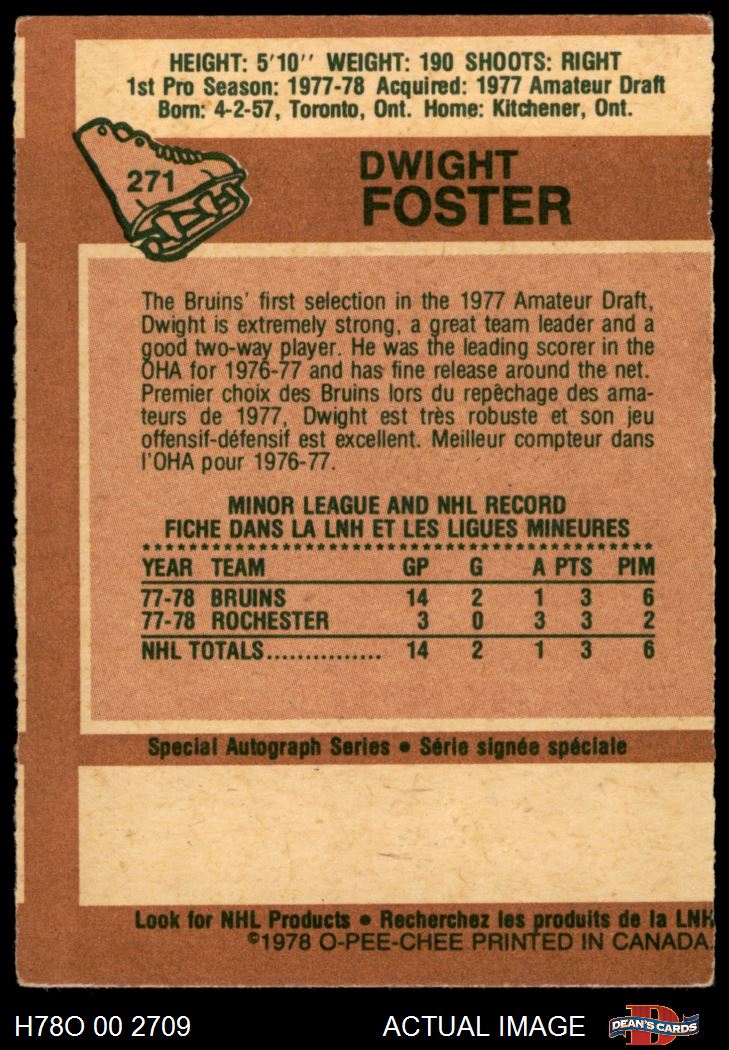 HEIGHT: 5'10'' WEIGHT: 190 SHOOTS: RIGHT
1st Pro Season: 1977-78 Acquired: 1977 Amateur Draft
Born: 4-2-57, Toronto, Ont. Home: Kitchener, Ont.
271
DWIGHT
FOSTER
The Bruins' first selection in the 1977 Amateur Draft,
Dwight is extremely strong, a great team leader and a
good two-way player. He was the leading scorer in the
OHA for 1976-77 and has fine release around the net.
Premier choix des Bruins lors du repêchage des ama-
teurs de 1977, Dwight est très robuste et son jeu
offensif-défensif est excellent. Meilleur compteur dans
l'OHA pour 1976-77.
MINOR LEAGUE AND NHL RECORD
FICHE DANS LA LNH ET LES LIGUES MINEURES
YEAR TEAM GP G A PTS PIM
77-78 BRUINS 14 2 1 3 6
77-78 ROCHESTER 3 0 3 3 2
NHL TOTALS............... 14 2 1 3 6
Special Autograph Series • Série signée spéciale
Look for NHL Products • Recherchez les produits de la LNH
©1978 O-PEE-CHEE PRINTED IN CANADA.
H78O 00 2709 ACTUAL IMAGE DEAN'S CARDS